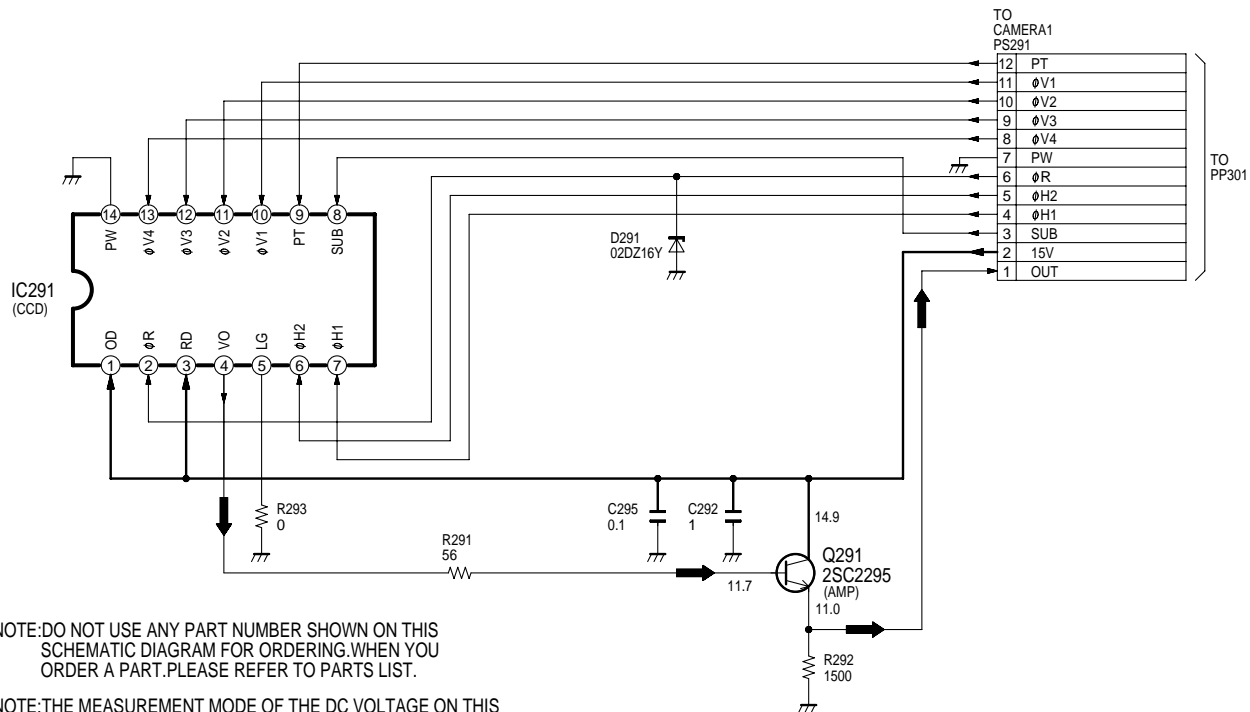 TO
CAMERA1
PS291
12 PT
11 ϕV1
10 ϕV2
9 ϕV3
8 ϕV4
7 PW
6 ϕR
5 ϕH2
4 ϕH1
3 SUB
2 15V
1 OUT
TO
PP301
14 13 12 11 10 9 8
PW ϕV4 ϕV3 ϕV2 ϕV1 PT SUB
D291
02DZ16Y
IC291
(CCD)
OD ϕR RD VO LG ϕH2 ϕH1
1 2 3 4 5 6 7
R293
0
C295
0.1
C292
1
14.9
R291
56
Q291
2SC2295
(AMP)
11.7
11.0
R292
1500
NOTE:DO NOT USE ANY PART NUMBER SHOWN ON THIS
SCHEMATIC DIAGRAM FOR ORDERING.WHEN YOU
ORDER A PART.PLEASE REFER TO PARTS LIST.
NOTE:THE MEASUREMENT MODE OF THE DC VOLTAGE ON THIS